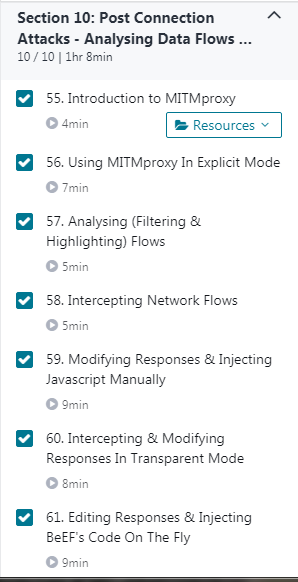 Section 10: Post Connection
Attacks - Analysing Data Flows ...
10 / 10 | 1hr 8min
55. Introduction to MITMproxy
4min
Resources
56. Using MITMproxy In Explicit Mode
7min
57. Analysing (Filtering &
Highlighting) Flows
5min
58. Intercepting Network Flows
5min
59. Modifying Responses & Injecting
Javascript Manually
9min
60. Intercepting & Modifying
Responses In Transparent Mode
8min
61. Editing Responses & Injecting
BeEF's Code On The Fly
9min